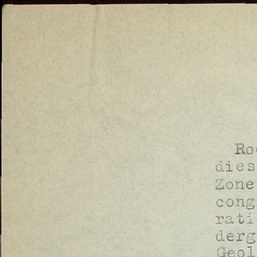 Ro
dies
Zone
cong
rati
derg
Geol